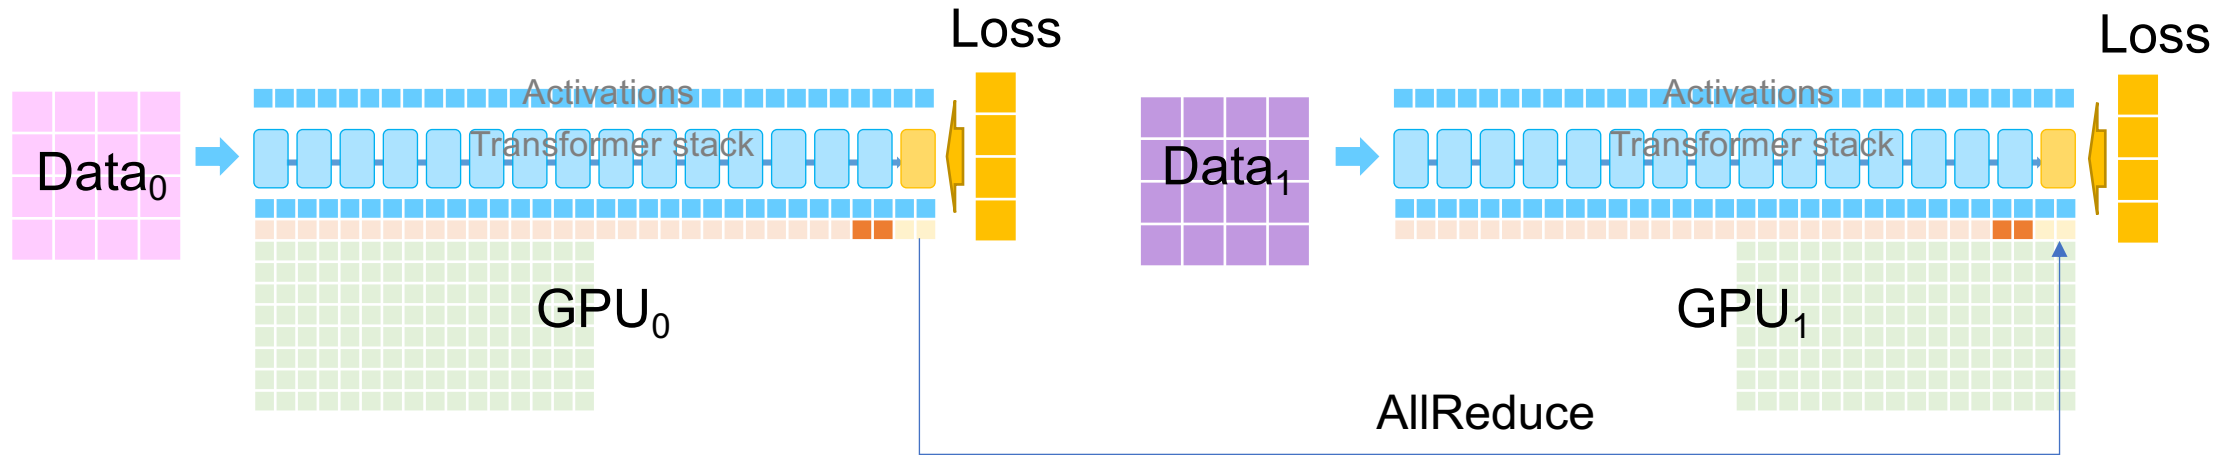 Loss
Loss
Activations
Activations
Transformer stack
Transformer stack
Data₀
Data₁
GPU₀
GPU₁
AllReduce